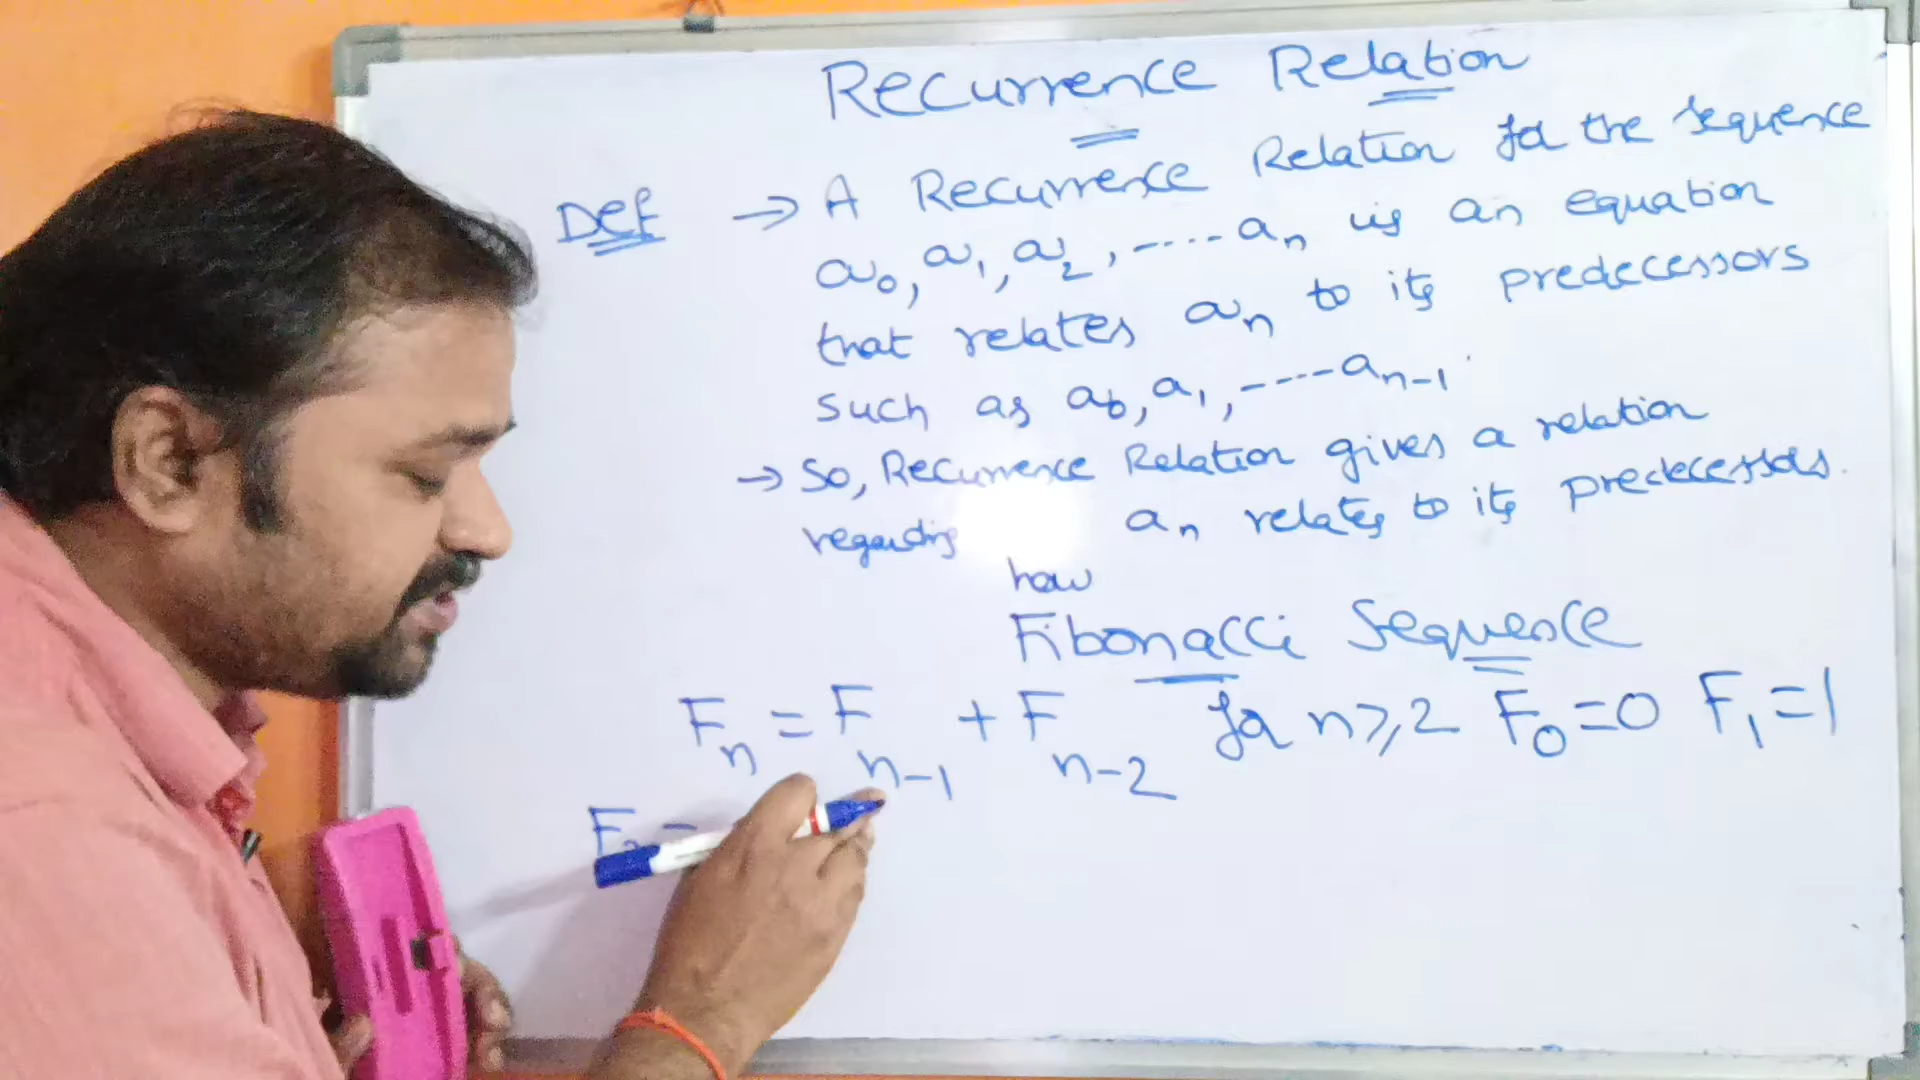 Recurrence Relation
Def → A Recurrence Relation for the sequence
a₀, a₁, a₂, ----- aₙ is an equation
that relates aₙ to its predecessors
such as a₀, a₁, ---- aₙ₋₁.
→ So, Recurrence Relation gives a relation
regarding aₙ relates to its predecessors.
how
Fibonacci Sequence
Fₙ = Fₙ₋₁ + Fₙ₋₂ for n ≥ 2 F₀ = 0 F₁ = 1
F₂ =